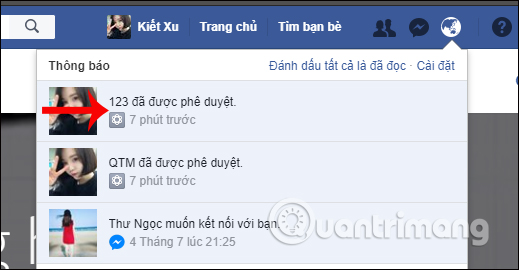 Kiết Xu Trang chủ Tìm bạn bè
Thông báo Đánh dấu tất cả là đã đọc · Cài đặt
123 đã được phê duyệt.
7 phút trước
QTM đã được phê duyệt.
7 phút trước
Thư Ngọc muốn kết nối với bạn.
4 Tháng 7 lúc 21:25
Quantrimang